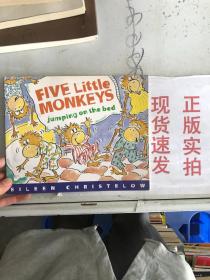 FIVE Little
MONKEYS
jumping on the bed
EILEEN CHRISTELOW
正版实拍
现货速发